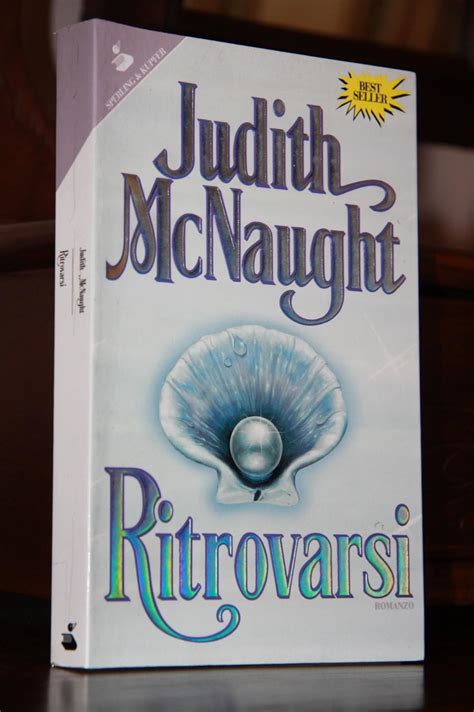 SPERLING & KUPFER
BEST
SELLER
Judith
McNaught
Ritrovarsi
ROMANZO
Judith McNaught
Ritrovarsi